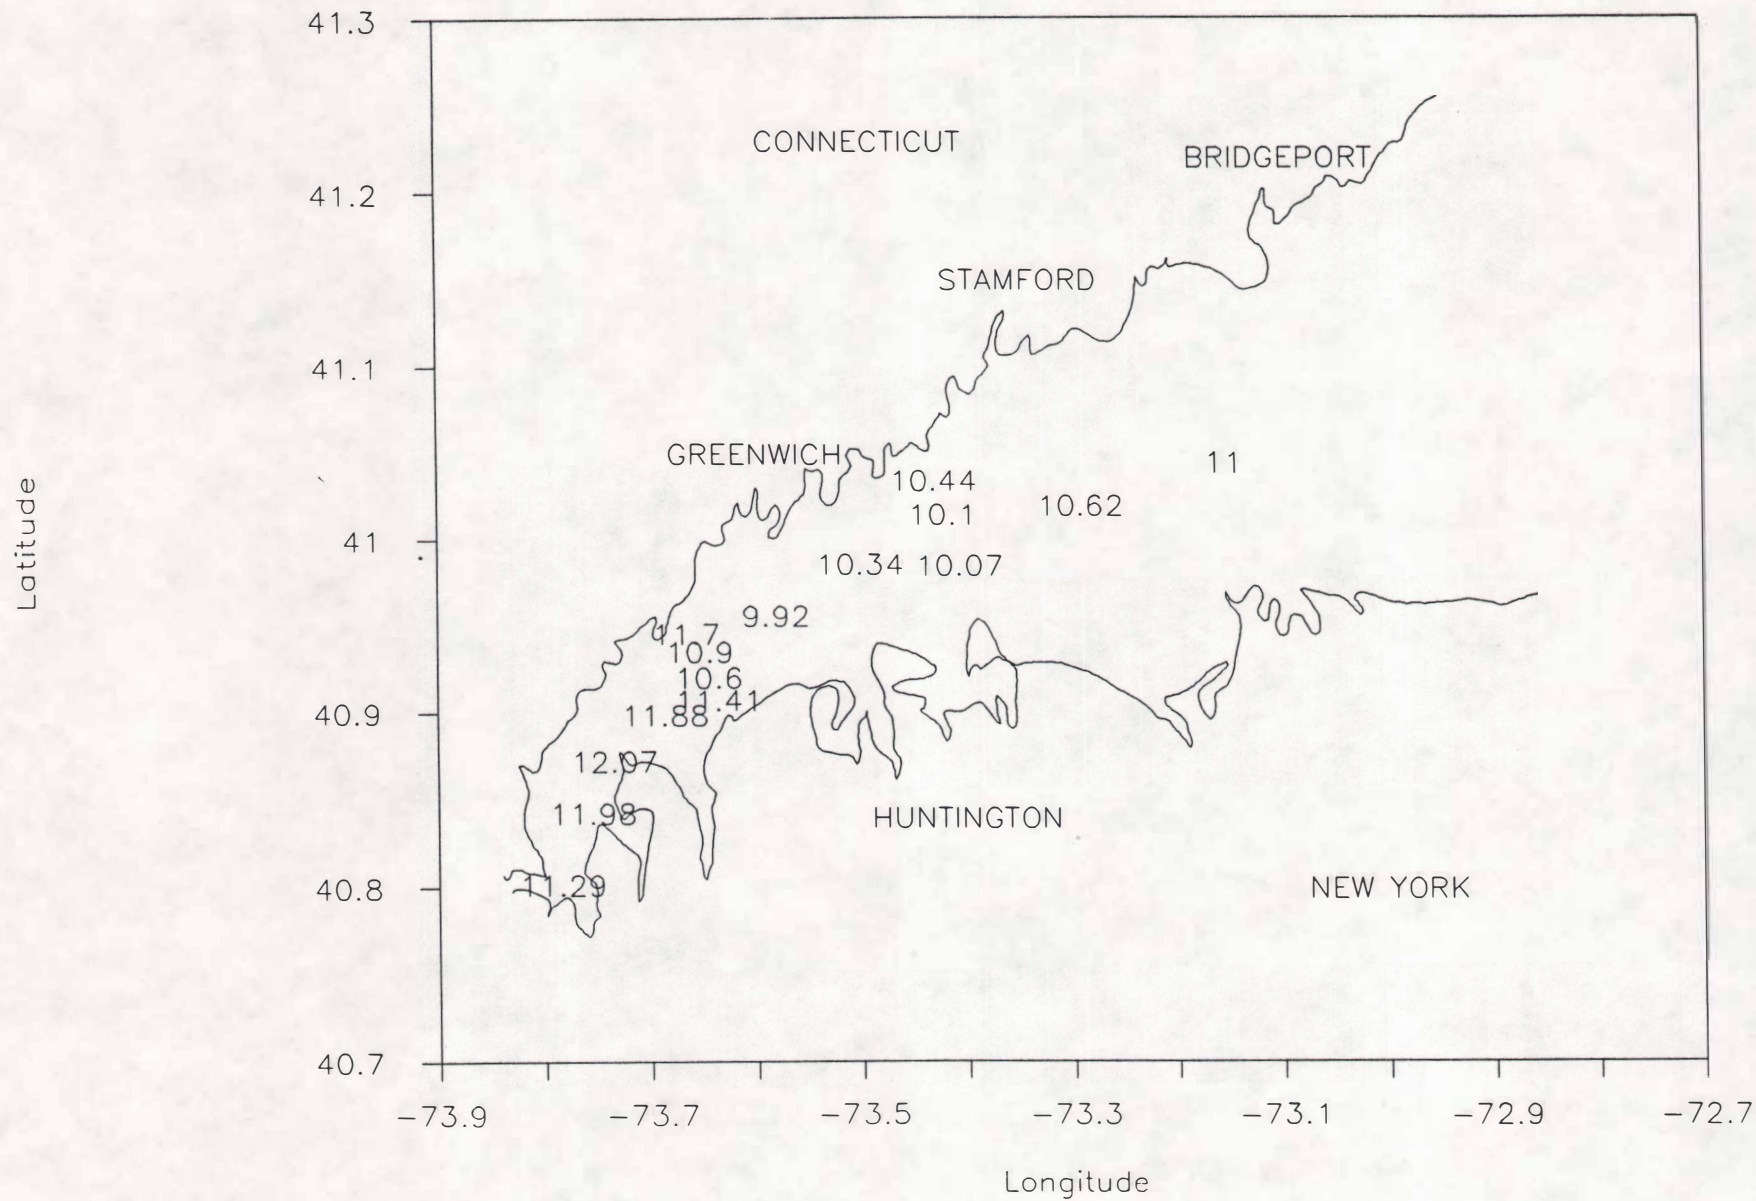 41.3
CONNECTICUT
BRIDGEPORT
41.2
STAMFORD
41.1
GREENWICH
11
10.44
10.62
10.1
41
10.34 10.07
Latitude
9.92
11.7
10.9
10.6
11.41
40.9
11.88
12.07
11.98
HUNTINGTON
40.8
11.29
NEW YORK
40.7
-73.9 -73.7 -73.5 -73.3 -73.1 -72.9 -72.7
Longitude